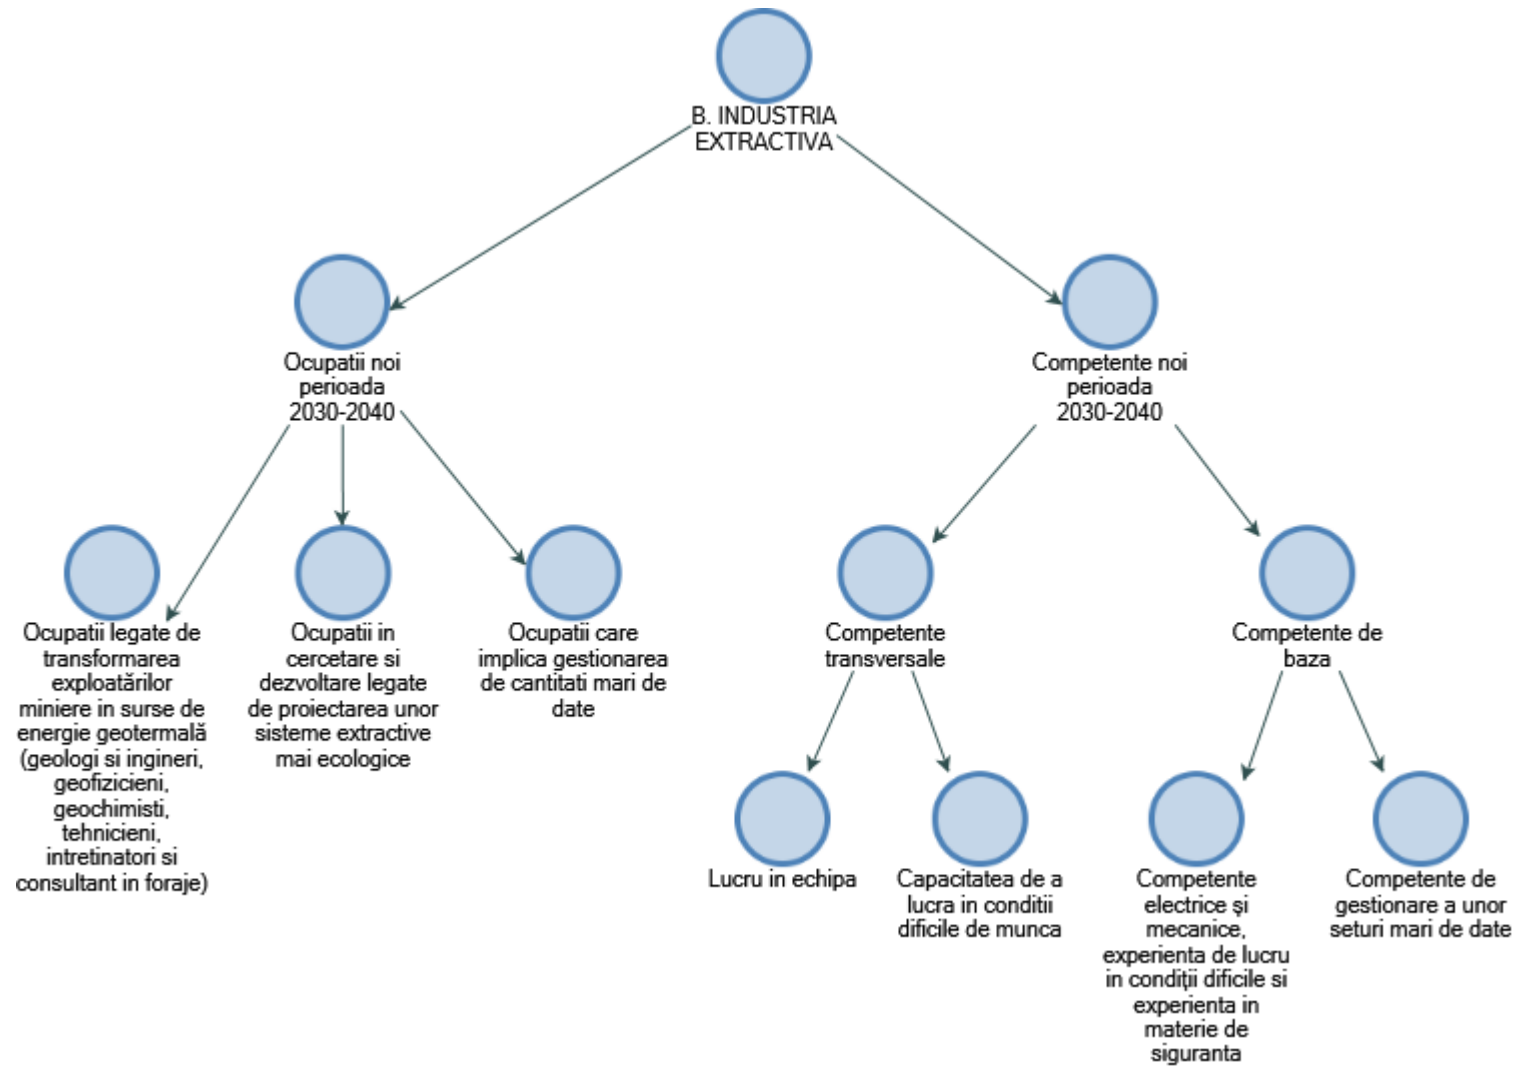 B. INDUSTRIA
EXTRACTIVA
Ocupatii noi
perioada
2030-2040
Competente noi
perioada
2030-2040
Ocupatii legate de
transformarea
exploatărilor
miniere in surse de
energie geotermală
(geologi si ingineri,
geofizicieni,
geochimisti,
tehnicieni,
intretinatori si
consultant in foraje)
Ocupatii in
cercetare si
dezvoltare legate
de proiectarea unor
sisteme extractive
mai ecologice
Ocupatii care
implica gestionarea
de cantitati mari de
date
Competente
transversale
Competente de
baza
Lucru in echipa
Capacitatea de a
lucra in conditii
dificile de munca
Competente
electrice şi
mecanice,
experienta de lucru
in condiţii dificile si
experienta in
materie de
siguranta
Competente de
gestionare a unor
seturi mari de date